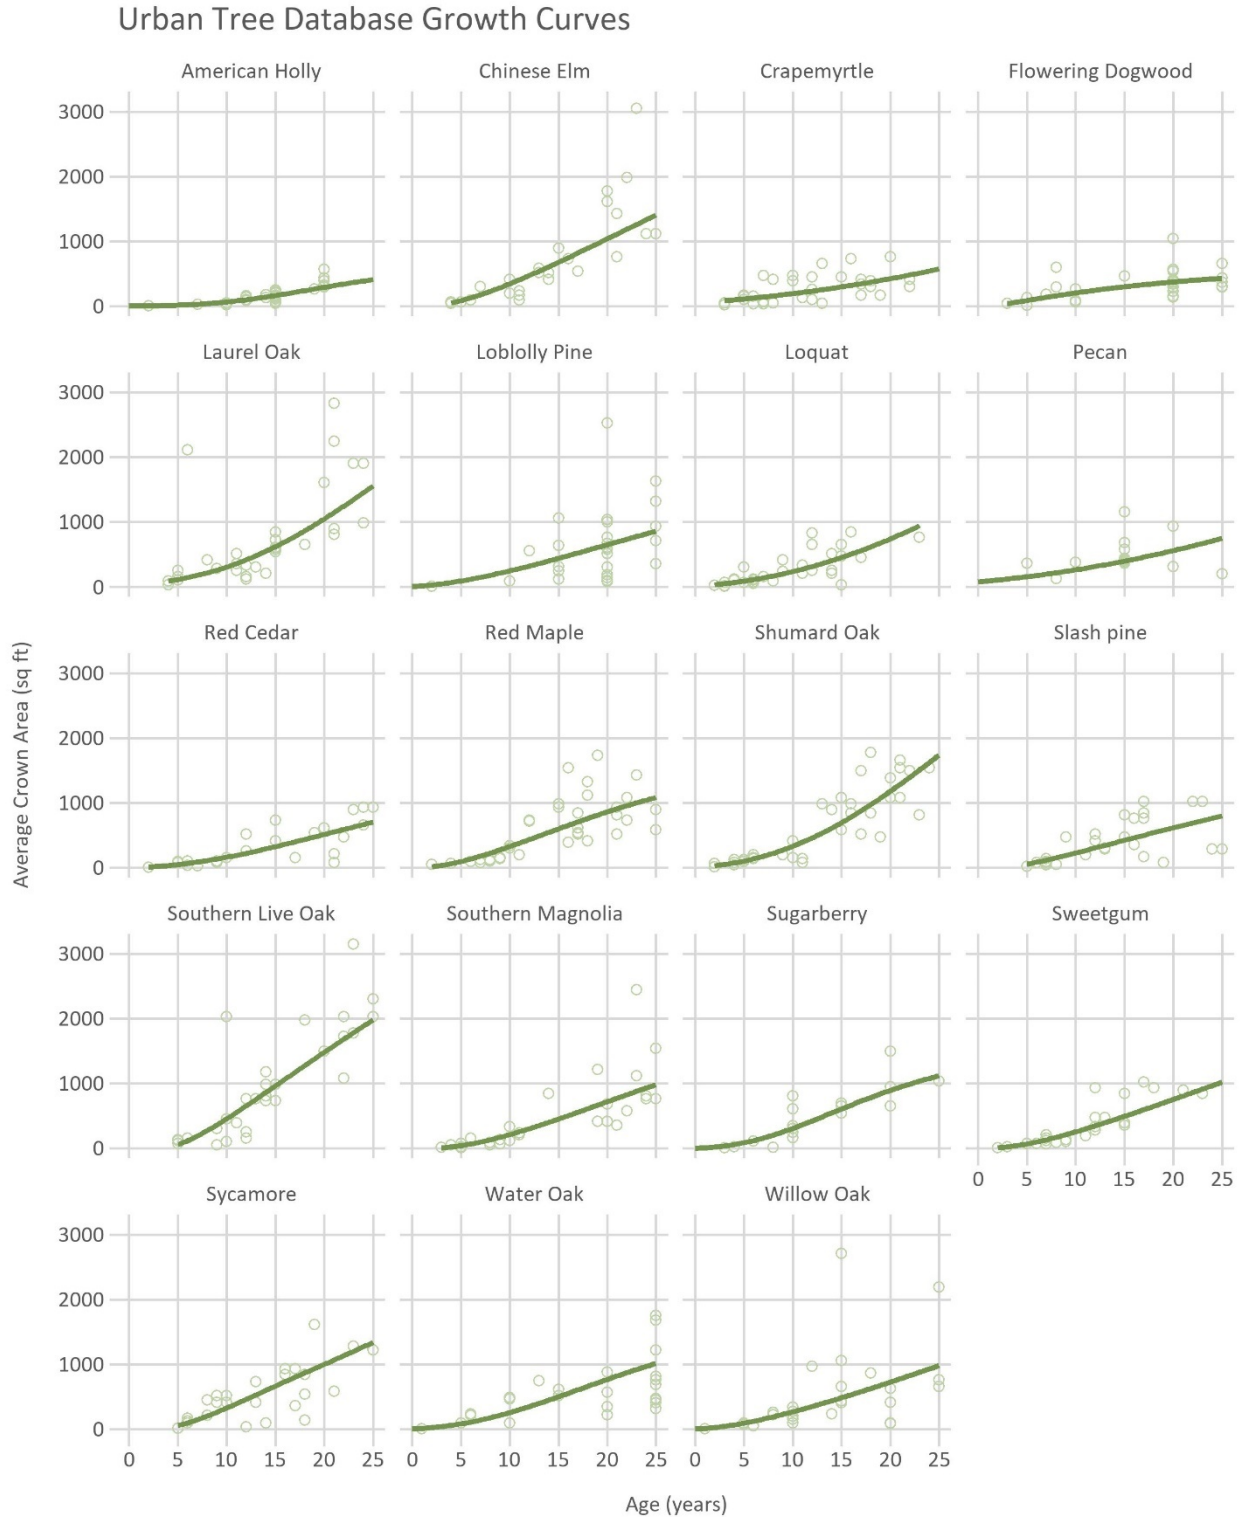 Urban Tree Database Growth Curves
American Holly
Chinese Elm
Crapemyrtle
Flowering Dogwood
3000
2000
1000
0
Laurel Oak
Loblolly Pine
Loquat
Pecan
3000
2000
1000
0
Red Cedar
Red Maple
Shumard Oak
Slash pine
3000
2000
1000
0
Average Crown Area (sq ft)
Southern Live Oak
Southern Magnolia
Sugarberry
Sweetgum
3000
2000
1000
0
0 5 10 15 20 25
Sycamore
Water Oak
Willow Oak
3000
2000
1000
0
0 5 10 15 20 25
0 5 10 15 20 25
0 5 10 15 20 25
Age (years)